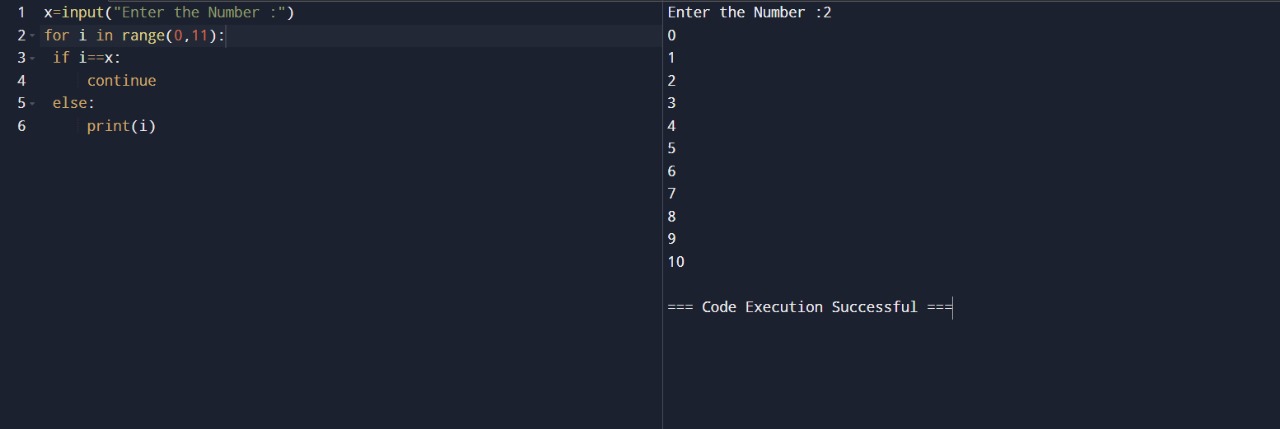 1 x=input("Enter the Number :")
2 for i in range(0,11):
3 if i==x:
4 continue
5 else:
6 print(i)
Enter the Number :2
0
1
2
3
4
5
6
7
8
9
10
=== Code Execution Successful ===